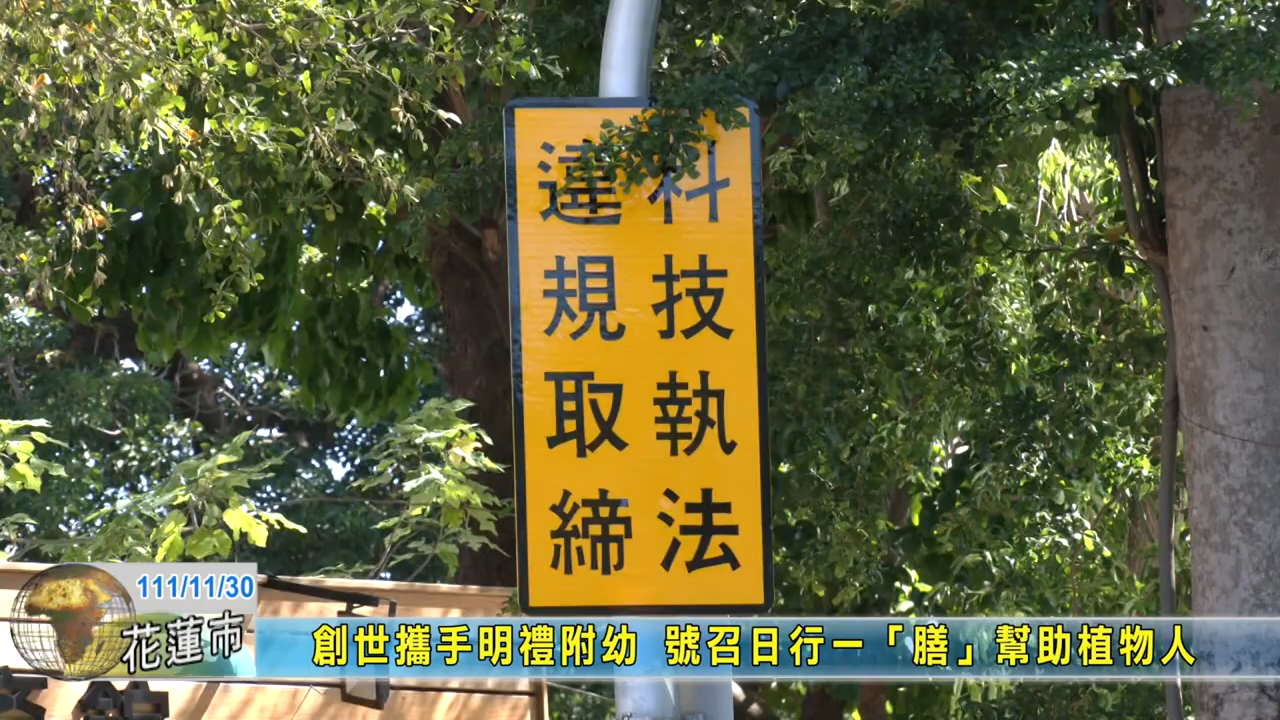 科技執法
違規取締
111/11/30
花蓮市
創世攜手明禮附幼 號召日行一「膳」幫助植物人